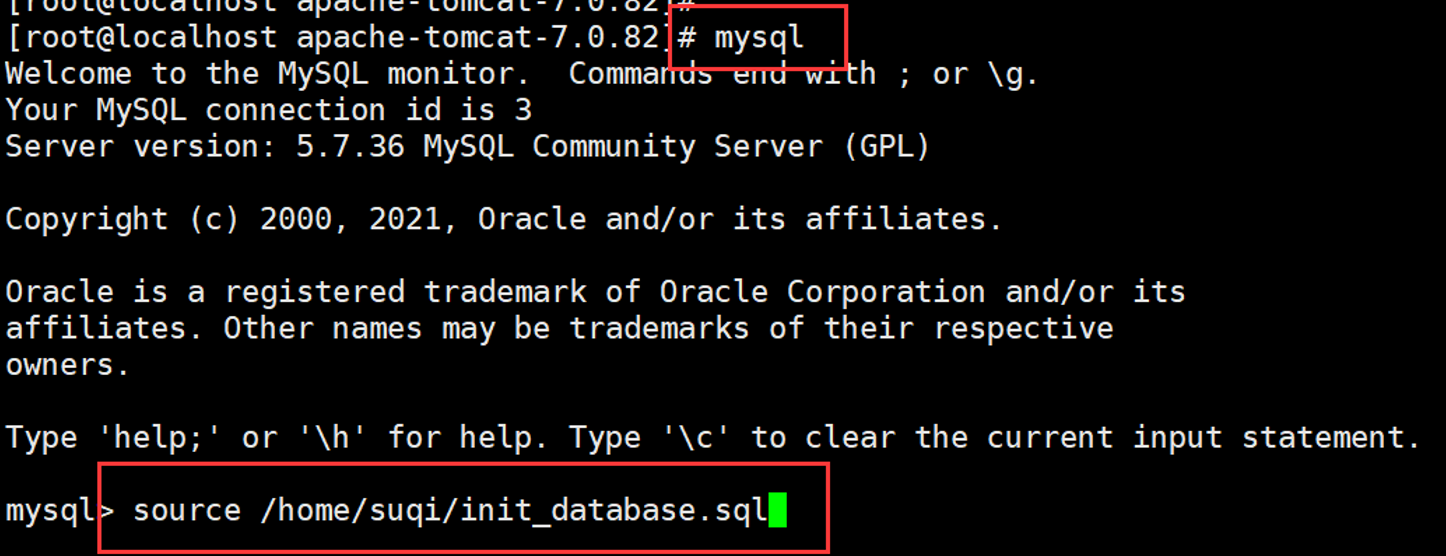 [root@localhost apache-tomcat-7.0.82]#
[root@localhost apache-tomcat-7.0.82]# mysql
Welcome to the MySQL monitor.  Commands end with ; or \g.
Your MySQL connection id is 3
Server version: 5.7.36 MySQL Community Server (GPL)
Copyright (c) 2000, 2021, Oracle and/or its affiliates.
Oracle is a registered trademark of Oracle Corporation and/or its
affiliates. Other names may be trademarks of their respective
owners.
Type 'help;' or '\h' for help. Type '\c' to clear the current input statement.
mysql> source /home/suqi/init_database.sql